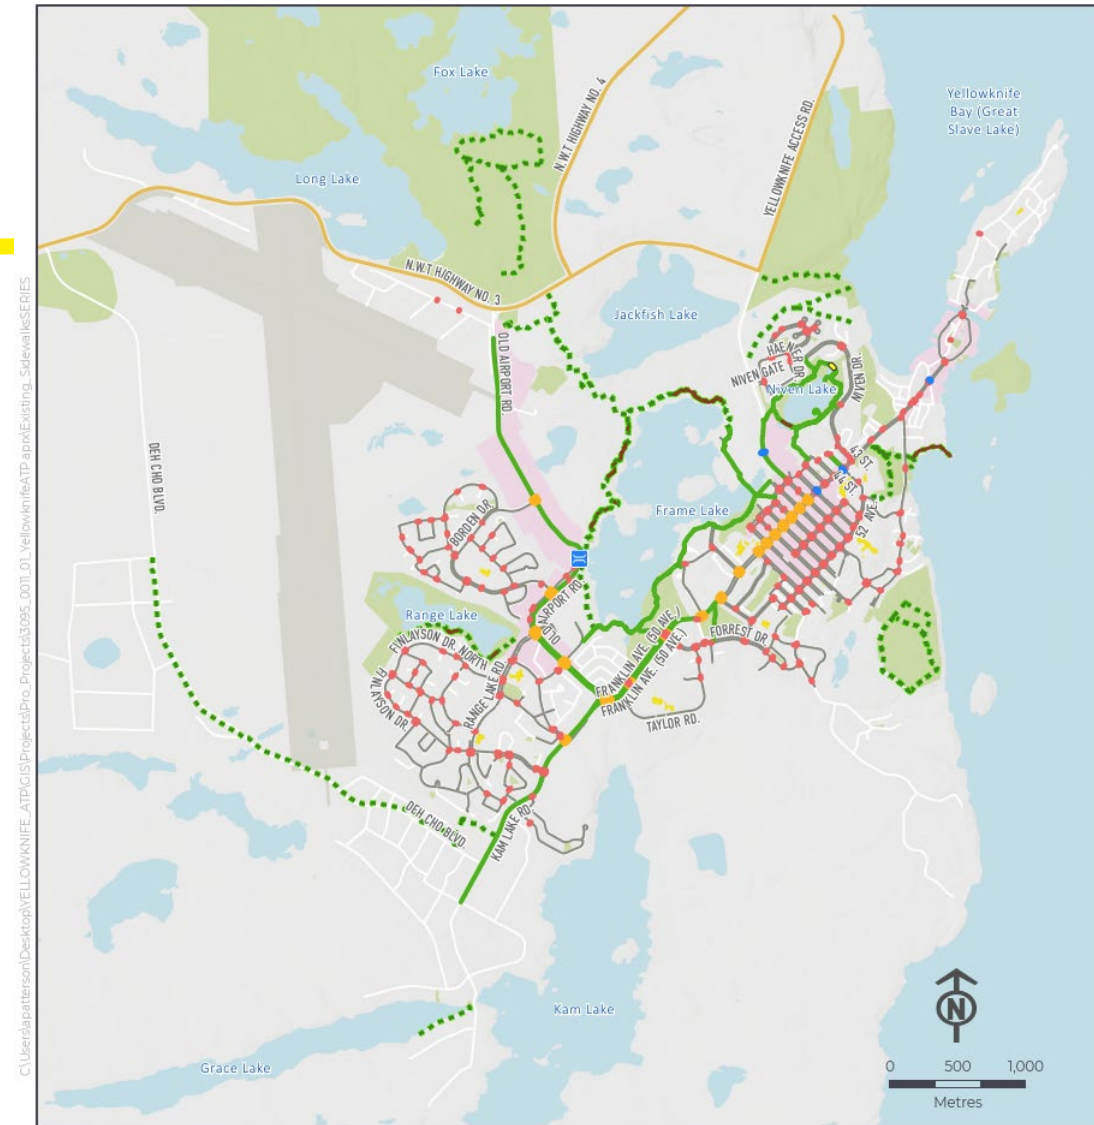 Yellowknife
Bay (Great
Slave Lake)
Fox Lake
N.W.T HIGHWAY NO. 4
YELLOWKNIFE ACCESS RD.
Long Lake
N.W.T HIGHWAY NO. 3
Jackfish Lake
OLD AIRPORT RD.
HAENER DR.
NIVEN GATE
NIVEN DR.
Niven Lake
DEH CHO BLVD.
43 ST.
44 ST.
52 AVE.
BORDEN DR.
Frame Lake
OLD AIRPORT RD.
Range Lake
FINLAYSON DR. NORTH
FINLAYSON DR.
RANGE LAKE RD.
FRANKLIN AVE. (50 AVE.)
FRANKLIN AVE. (50 AVE.)
FORREST DR.
TAYLOR RD.
DEH CHO BLVD.
KAM LAKE RD.
Kam Lake
Grace Lake
N
0 500 1,000
Metres